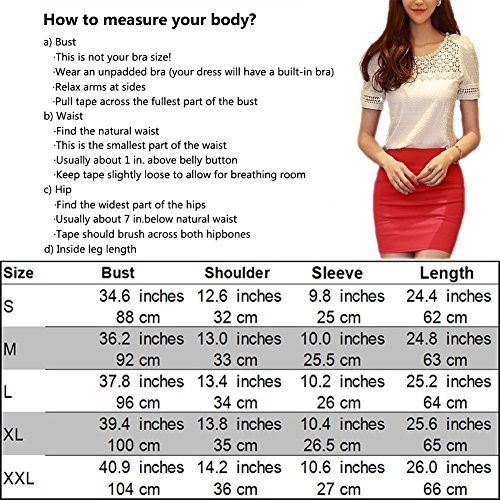 How to measure your body?
a) Bust
·This is not your bra size!
·Wear an unpadded bra (your dress will have a built-in bra)
·Relax arms at sides
·Pull tape across the fullest part of the bust
b) Waist
·Find the natural waist
·This is the smallest part of the waist
·Usually about 1 in. above belly button
·Keep tape slightly loose to allow for breathing room
c) Hip
·Find the widest part of the hips
·Usually about 7 in.below natural waist
·Tape should brush across both hipbones
d) Inside leg length
Size Bust Shoulder Sleeve Length
S 34.6 inches 12.6 inches 9.8 inches 24.4 inches
88 cm 32 cm 25 cm 62 cm
M 36.2 inches 13.0 inches 10.0 inches 24.8 inches
92 cm 33 cm 25.5 cm 63 cm
L 37.8 inches 13.4 inches 10.2 inches 25.2 inches
96 cm 34 cm 26 cm 64 cm
XL 39.4 inches 13.8 inches 10.4 inches 25.6 inches
100 cm 35 cm 26.5 cm 65 cm
XXL 40.9 inches 14.2 inches 10.6 inches 26.0 inches
104 cm 36 cm 27 cm 66 cm